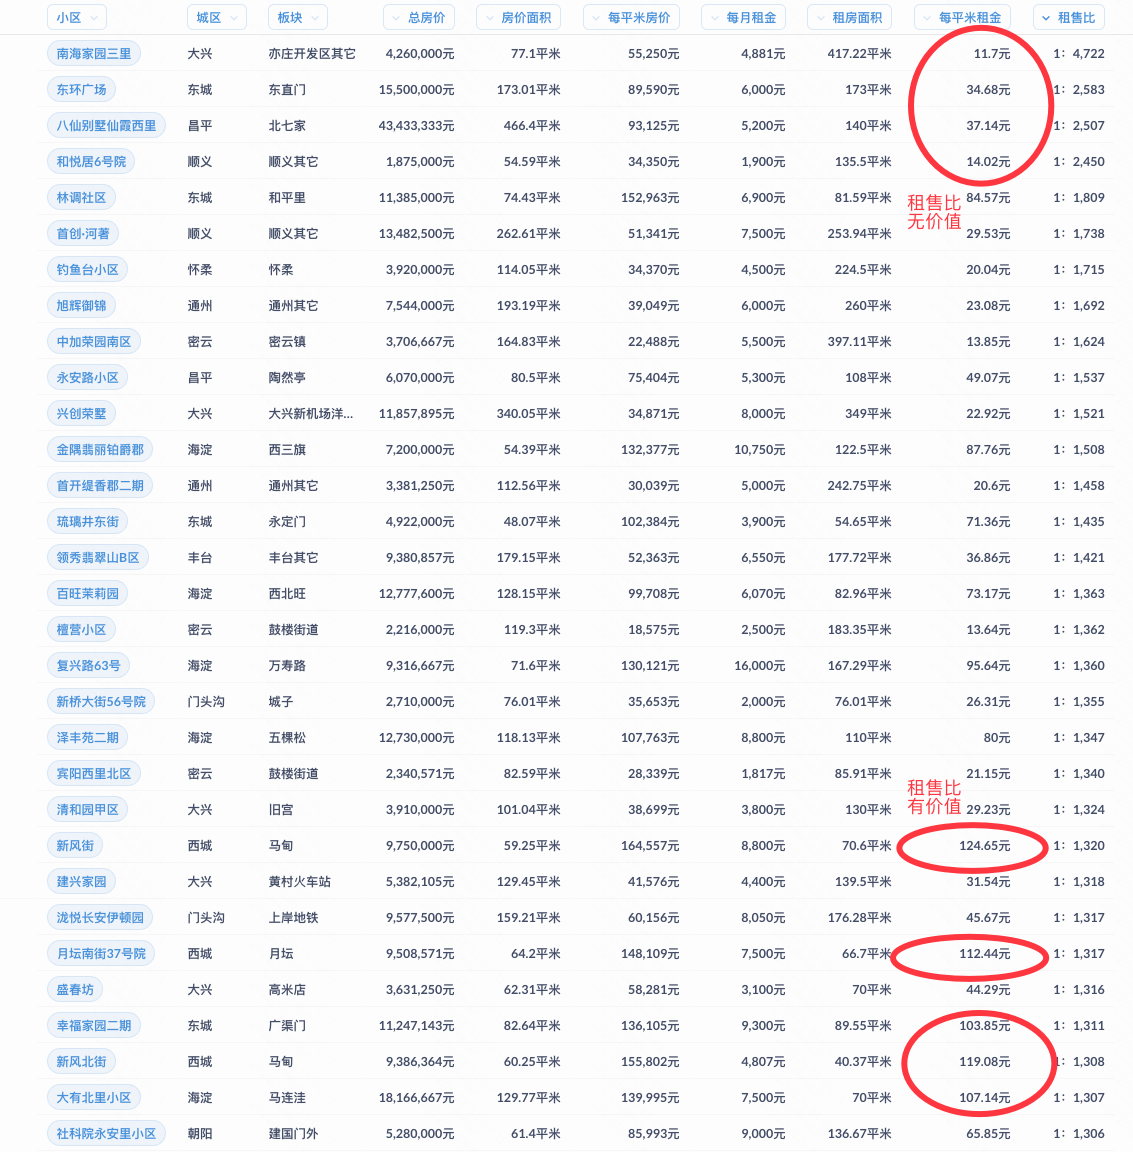 小区 城区 板块 总房价 房价面积 每平米房价 每月租金 租房面积 每平米租金 租售比
南海家园三里 大兴 亦庄开发区其它 4,260,000元 77.1平米 55,250元 4,881元 417.22平米 11.7元 1: 4,722
东环广场 东城 东直门 15,500,000元 173.01平米 89,590元 6,000元 173平米 34.68元 1: 2,583
八仙别墅仙霞西里 昌平 北七家 43,433,333元 466.4平米 93,125元 5,200元 140平米 37.14元 1: 2,507
和悦居6号院 顺义 顺义其它 1,875,000元 54.59平米 34,350元 1,900元 135.5平米 14.02元 1: 2,450
林调社区 东城 和平里 11,385,000元 74.43平米 152,963元 6,900元 81.59平米 84.57元 1: 1,809
租售比
无价值
首创·河著 顺义 顺义其它 13,482,500元 262.61平米 51,341元 7,500元 253.94平米 29.53元 1: 1,738
钓鱼台小区 怀柔 怀柔 3,920,000元 114.05平米 34,370元 4,500元 224.5平米 20.04元 1: 1,715
旭辉御锦 通州 通州其它 7,544,000元 193.19平米 39,049元 6,000元 260平米 23.08元 1: 1,692
中加荣园南区 密云 密云镇 3,706,667元 164.83平米 22,488元 5,500元 397.11平米 13.85元 1: 1,624
永安路小区 昌平 陶然亭 6,070,000元 80.5平米 75,404元 5,300元 108平米 49.07元 1: 1,537
兴创荣墅 大兴 大兴新机场洋... 11,857,895元 340.05平米 34,871元 8,000元 349平米 22.92元 1: 1,521
金隅翡丽铂爵郡 海淀 西三旗 7,200,000元 54.39平米 132,377元 10,750元 122.5平米 87.76元 1: 1,508
首开缇香郡二期 通州 通州其它 3,381,250元 112.56平米 30,039元 5,000元 242.75平米 20.6元 1: 1,458
琉璃井东街 东城 永定门 4,922,000元 48.07平米 102,384元 3,900元 54.65平米 71.36元 1: 1,435
领秀翡翠山B区 丰台 丰台其它 9,380,857元 179.15平米 52,363元 6,550元 177.72平米 36.86元 1: 1,421
百旺茉莉园 海淀 西北旺 12,777,600元 128.15平米 99,708元 6,070元 82.96平米 73.17元 1: 1,363
檀营小区 密云 鼓楼街道 2,216,000元 119.3平米 18,575元 2,500元 183.35平米 13.64元 1: 1,362
复兴路63号 海淀 万寿路 9,316,667元 71.6平米 130,121元 16,000元 167.29平米 95.64元 1: 1,360
新桥大街56号院 门头沟 城子 2,710,000元 76.01平米 35,653元 2,000元 76.01平米 26.31元 1: 1,355
泽丰苑二期 海淀 五棵松 12,730,000元 118.13平米 107,763元 8,800元 110平米 80元 1: 1,347
宾阳西里北区 密云 鼓楼街道 2,340,571元 82.59平米 28,339元 1,817元 85.91平米 21.15元 1: 1,340
租售比
有价值
清和园甲区 大兴 旧宫 3,910,000元 101.04平米 38,699元 3,800元 130平米 29.23元 1: 1,324
新风街 西城 马甸 9,750,000元 59.25平米 164,557元 8,800元 70.6平米 124.65元 1: 1,320
建兴家园 大兴 黄村火车站 5,382,105元 129.45平米 41,576元 4,400元 139.5平米 31.54元 1: 1,318
泷悦长安伊顿园 门头沟 上岸地铁 9,577,500元 159.21平米 60,156元 8,050元 176.28平米 45.67元 1: 1,317
月坛南街37号院 西城 月坛 9,508,571元 64.2平米 148,109元 7,500元 66.7平米 112.44元 1: 1,317
盛春坊 大兴 高米店 3,631,250元 62.31平米 58,281元 3,100元 70平米 44.29元 1: 1,316
幸福家园二期 东城 广渠门 11,247,143元 82.64平米 136,105元 9,300元 89.55平米 103.85元 1: 1,311
新风北街 西城 马甸 9,386,364元 60.25平米 155,802元 4,807元 40.37平米 119.08元 1: 1,308
大有北里小区 海淀 马连洼 18,166,667元 129.77平米 139,995元 7,500元 70平米 107.14元 1: 1,307
社科院永安里小区 朝阳 建国门外 5,280,000元 61.4平米 85,993元 9,000元 136.67平米 65.85元 1: 1,306